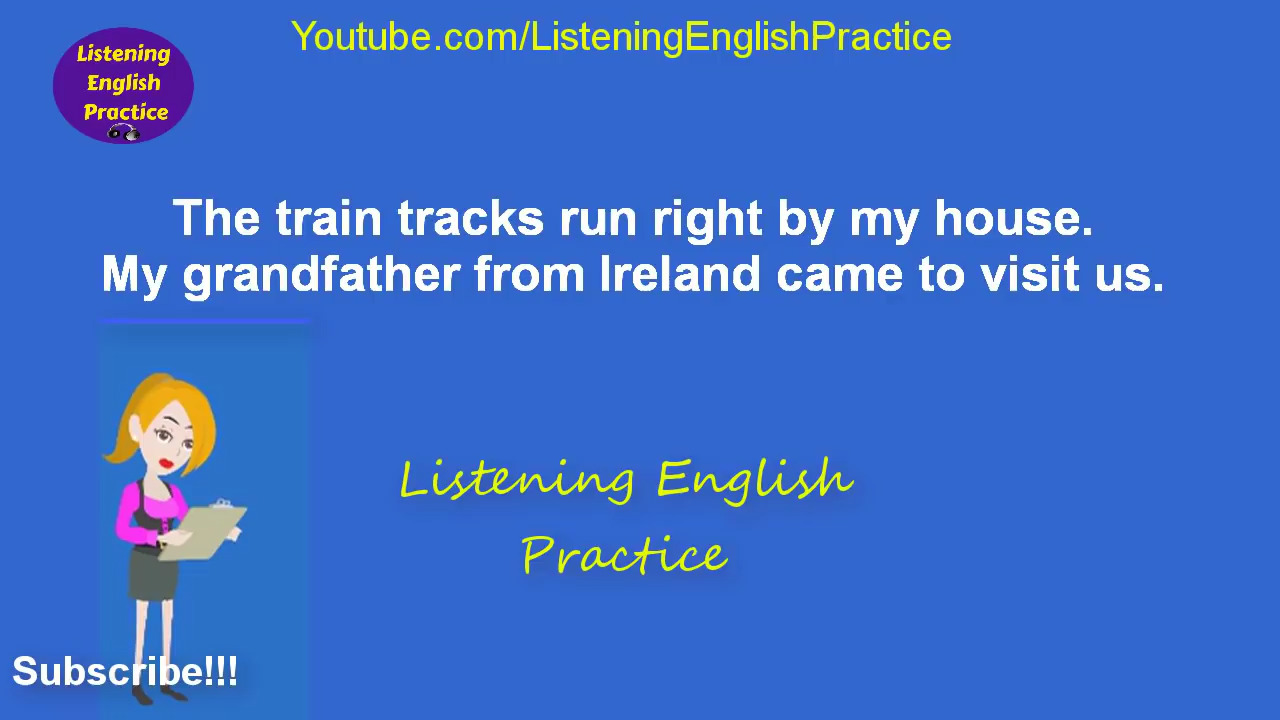 Youtube.com/ListeningEnglishPractice
Listening
English
Practice
The train tracks run right by my house.
My grandfather from Ireland came to visit us.
Listening English
Practice
Subscribe!!!